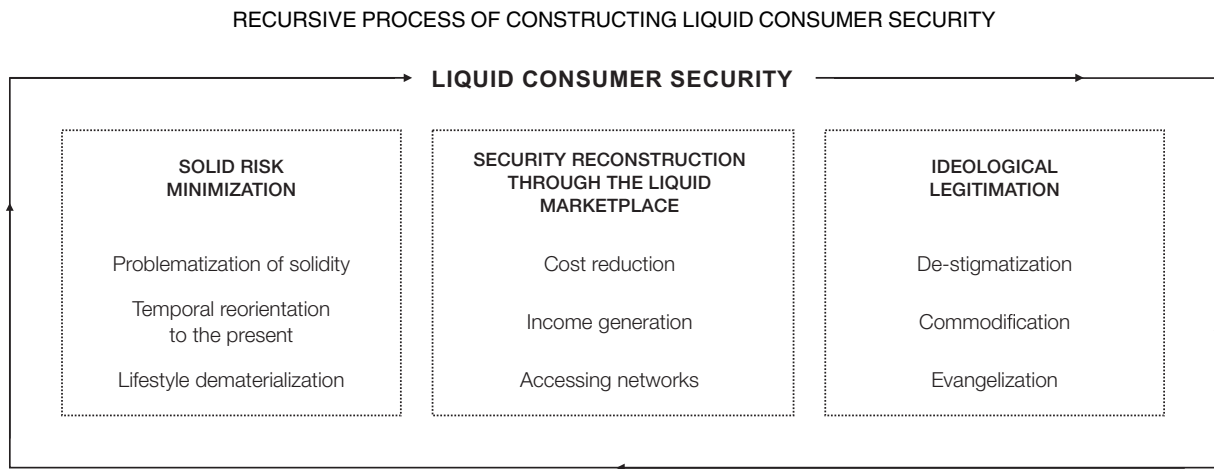 RECURSIVE PROCESS OF CONSTRUCTING LIQUID CONSUMER SECURITY
LIQUID CONSUMER SECURITY
SOLID RISK
MINIMIZATION
Problematization of solidity
Temporal reorientation
to the present
Lifestyle dematerialization
SECURITY RECONSTRUCTION
THROUGH THE LIQUID
MARKETPLACE
Cost reduction
Income generation
Accessing networks
IDEOLOGICAL
LEGITIMATION
De-stigmatization
Commodification
Evangelization